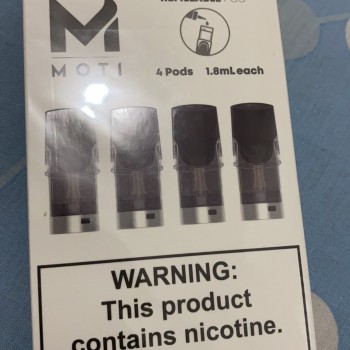 MOTI
4 Pods 1.8mLeach
WARNING:
This product
contains nicotine.